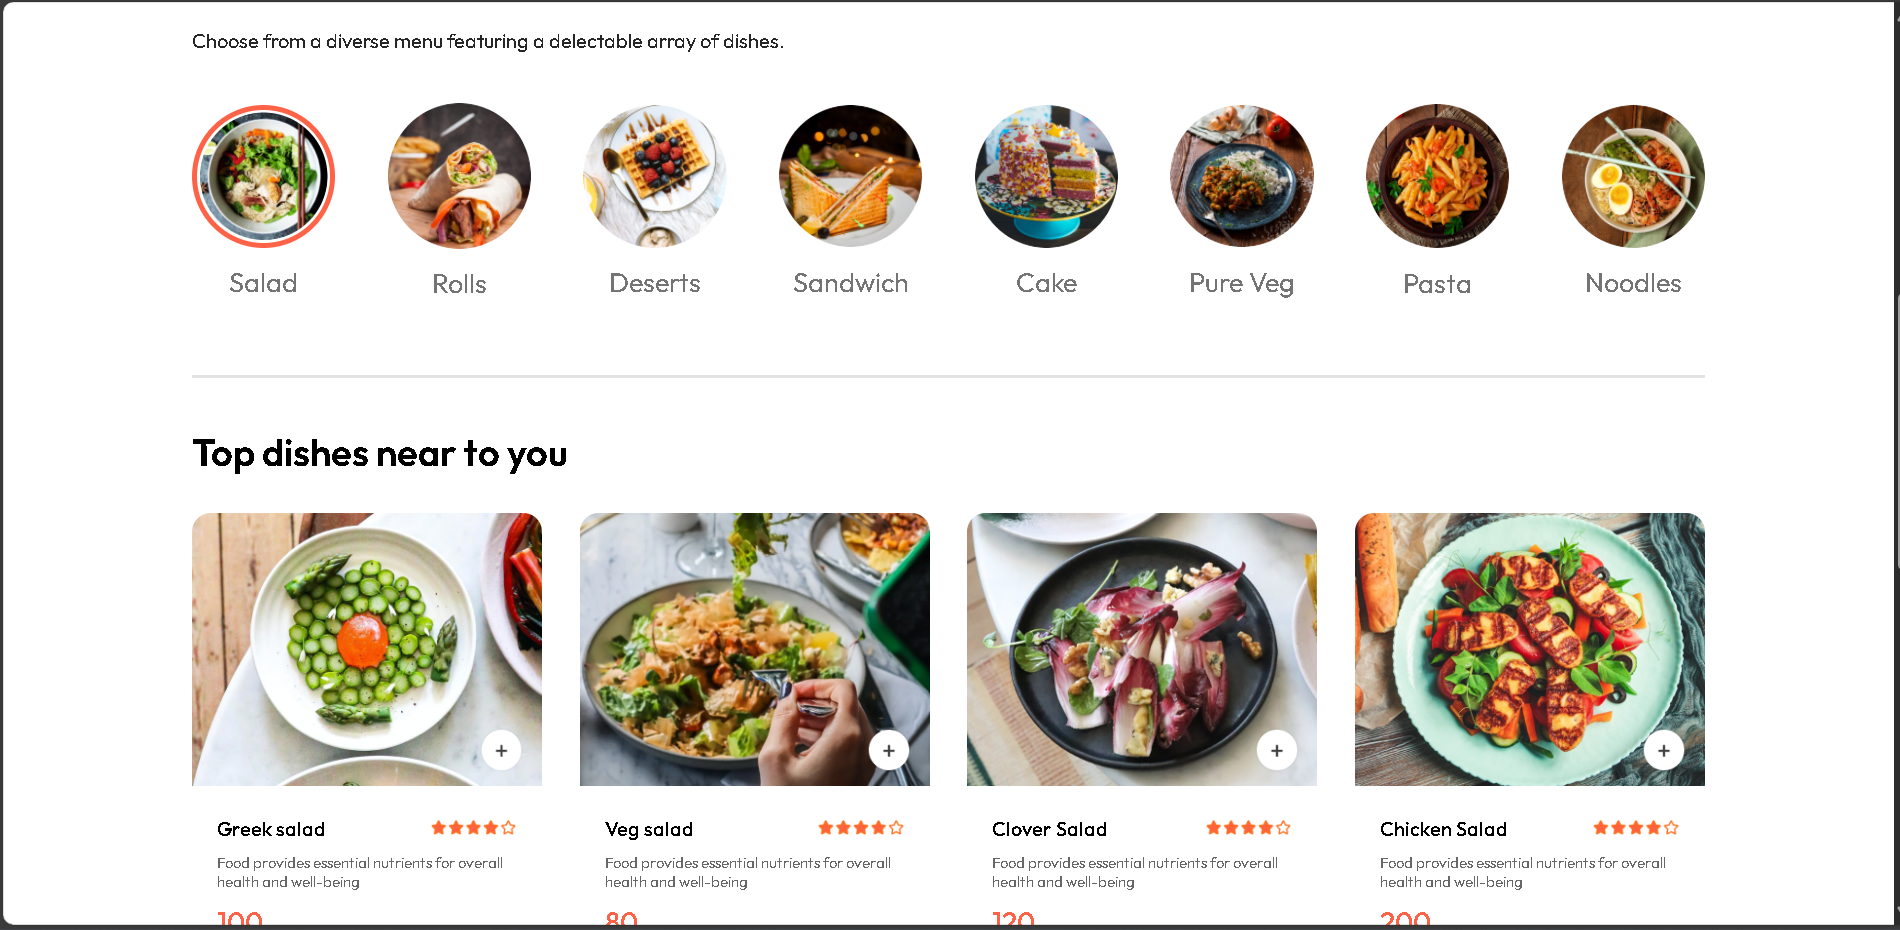 Choose from a diverse menu featuring a delectable array of dishes.
Salad Rolls Deserts Sandwich Cake Pure Veg Pasta Noodles
Top dishes near to you
Greek salad
Food provides essential nutrients for overall
health and well-being
100
Veg salad
Food provides essential nutrients for overall
health and well-being
80
Clover Salad
Food provides essential nutrients for overall
health and well-being
120
Chicken Salad
Food provides essential nutrients for overall
health and well-being
200